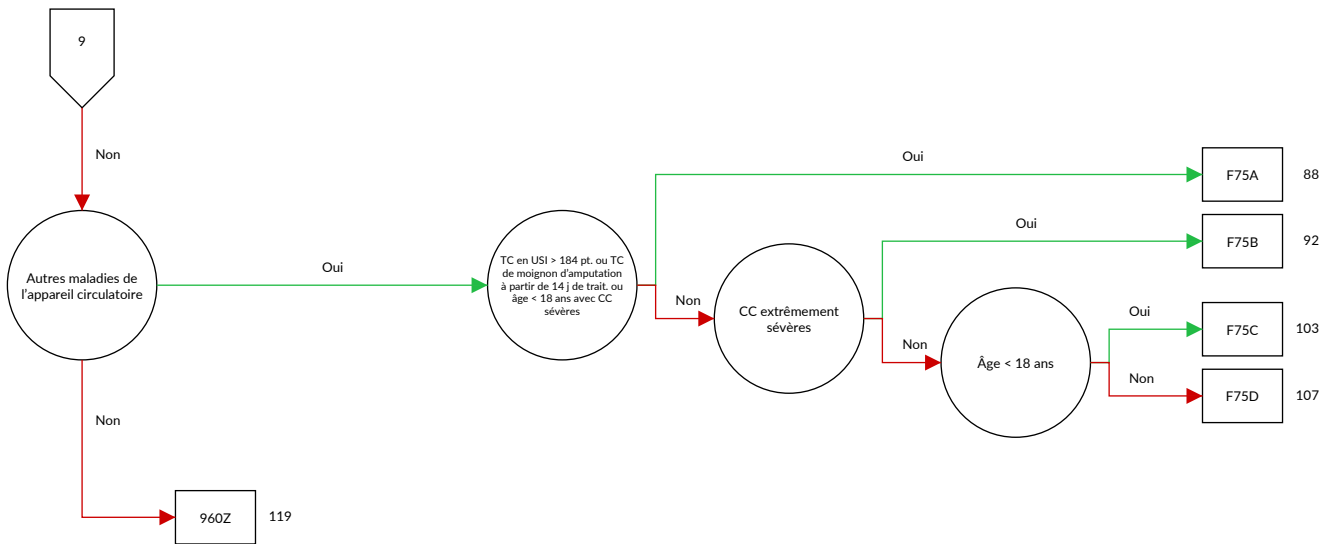 9
Non
Oui
F75A
88
Oui
F75B
92
Autres maladies de
l'appareil circulatoire
Oui
TC en USI > 184 pt. ou TC
de moignon d'amputation
à partir de 14 j de trait. ou
âge < 18 ans avec CC
sévères
Non
CC extrêmement
sévères
Non
Âge < 18 ans
Oui
F75C
103
Non
F75D
107
Non
960Z
119